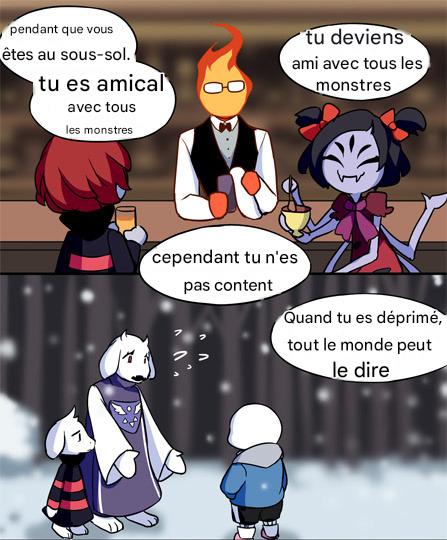 pendant que vous
êtes au sous-sol.
tu es amical
avec tous
les monstres
tu deviens
ami avec tous les
monstres
cependant tu n'es
pas content
Quand tu es déprimé,
tout le monde peut
le dire